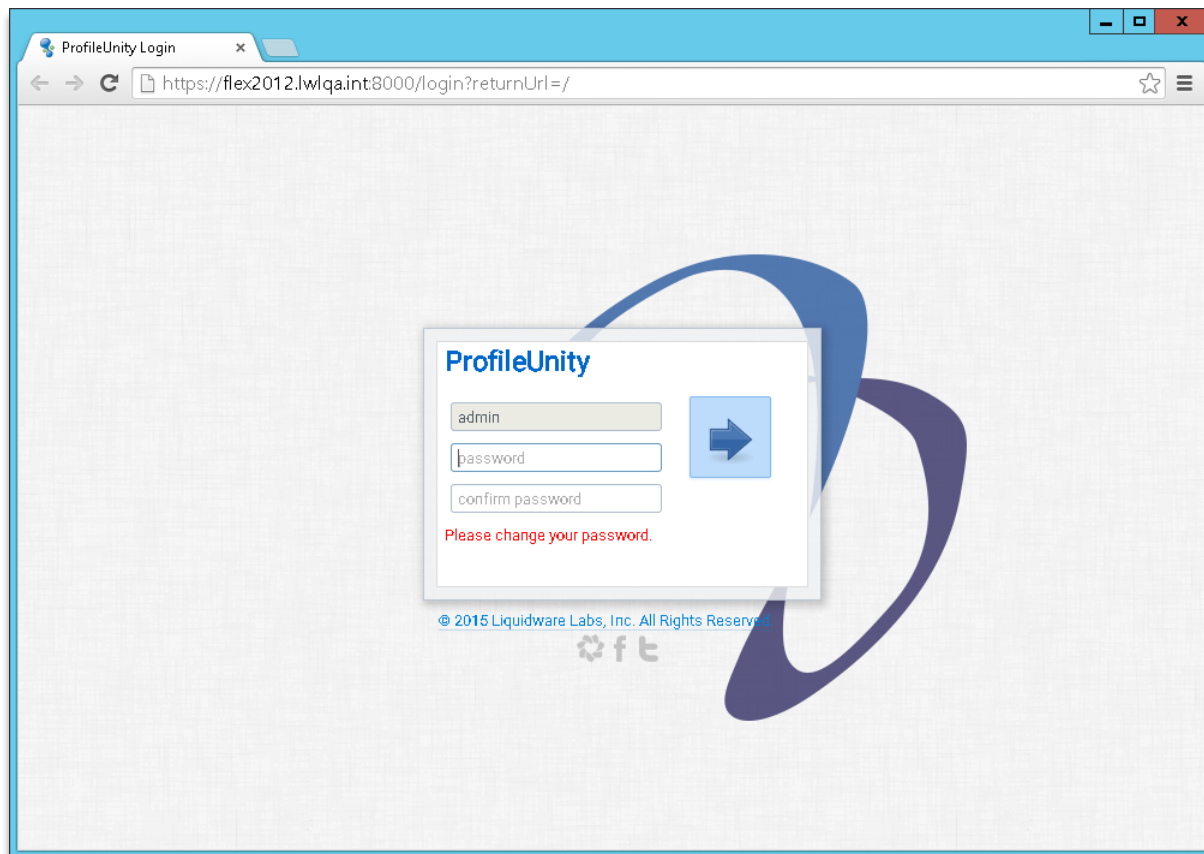 ProfileUnity Login
https://flex2012.lwlqa.int:8000/login?returnUrl=/
ProfileUnity
admin
password
confirm password
Please change your password.
© 2015 Liquidware Labs, Inc. All Rights Reserved